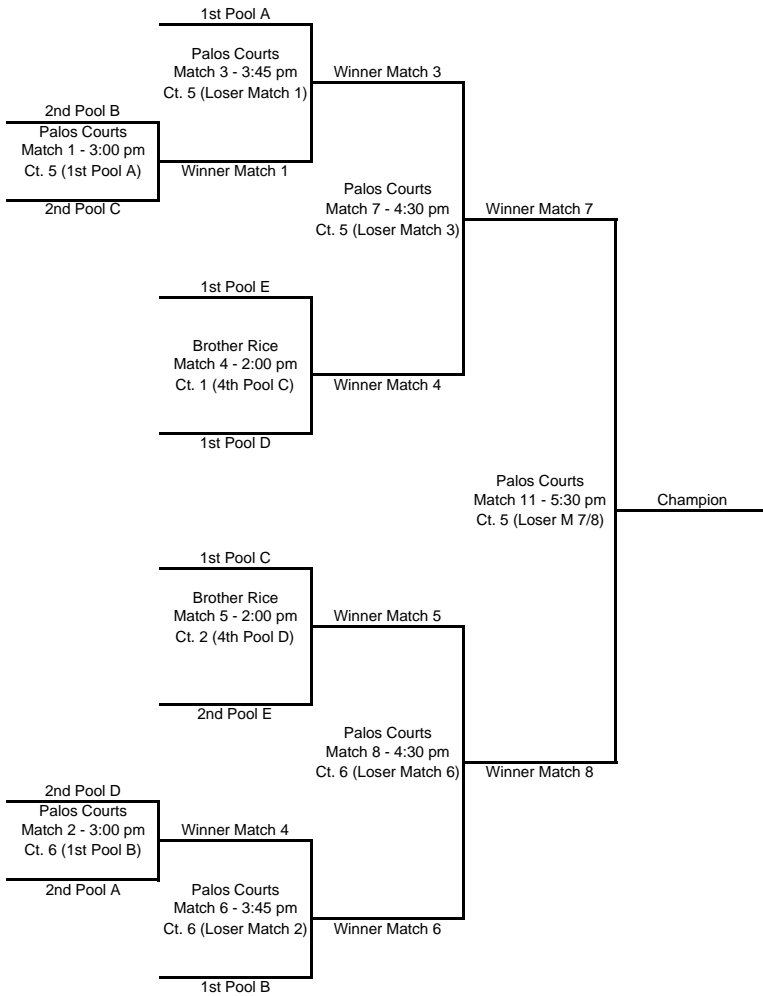 1st Pool A
Palos Courts
Match 3 - 3:45 pm
Ct. 5 (Loser Match 1)
Winner Match 3
2nd Pool B
Palos Courts
Match 1 - 3:00 pm
Ct. 5 (1st Pool A)
Winner Match 1
2nd Pool C
Palos Courts
Match 7 - 4:30 pm
Ct. 5 (Loser Match 3)
Winner Match 7
1st Pool E
Brother Rice
Match 4 - 2:00 pm
Ct. 1 (4th Pool C)
Winner Match 4
1st Pool D
Palos Courts
Match 11 - 5:30 pm
Ct. 5 (Loser M 7/8)
Champion
1st Pool C
Brother Rice
Match 5 - 2:00 pm
Ct. 2 (4th Pool D)
Winner Match 5
2nd Pool E
Palos Courts
Match 8 - 4:30 pm
Ct. 6 (Loser Match 6)
Winner Match 8
2nd Pool D
Palos Courts
Match 2 - 3:00 pm
Ct. 6 (1st Pool B)
Winner Match 4
2nd Pool A
Palos Courts
Match 6 - 3:45 pm
Ct. 6 (Loser Match 2)
Winner Match 6
1st Pool B